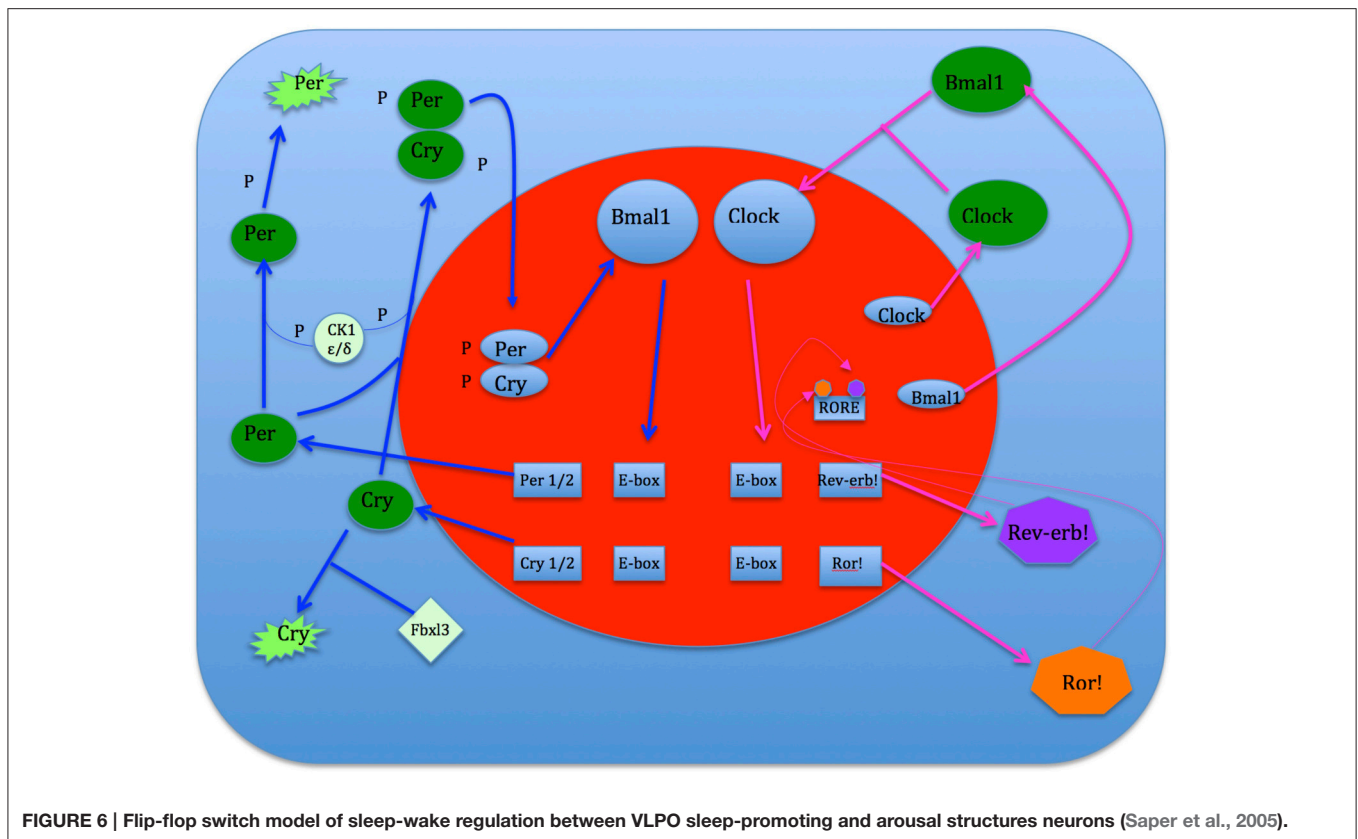 Per
P
Per
Bmal1
Cry
P
P
Bmal1
Clock
Clock
Per
Clock
P
CK1
ε/δ
P
P
Per
P
Cry
RORE
Bmal1
Per
Per 1/2
E-box
E-box
Rev-erb!
Cry
Rev-erb!
Cry 1/2
E-box
E-box
Ror!
Cry
Fbxl3
Ror!
FIGURE 6 | Flip-flop switch model of sleep-wake regulation between VLPO sleep-promoting and arousal structures neurons (Saper et al., 2005).